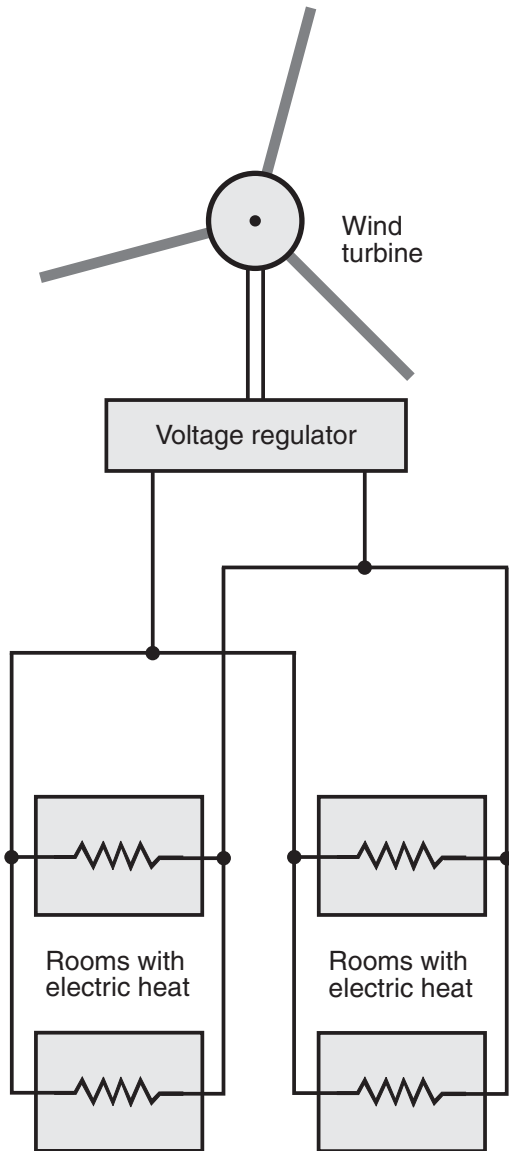 Wind
turbine
Voltage regulator
Rooms with
electric heat
Rooms with
electric heat